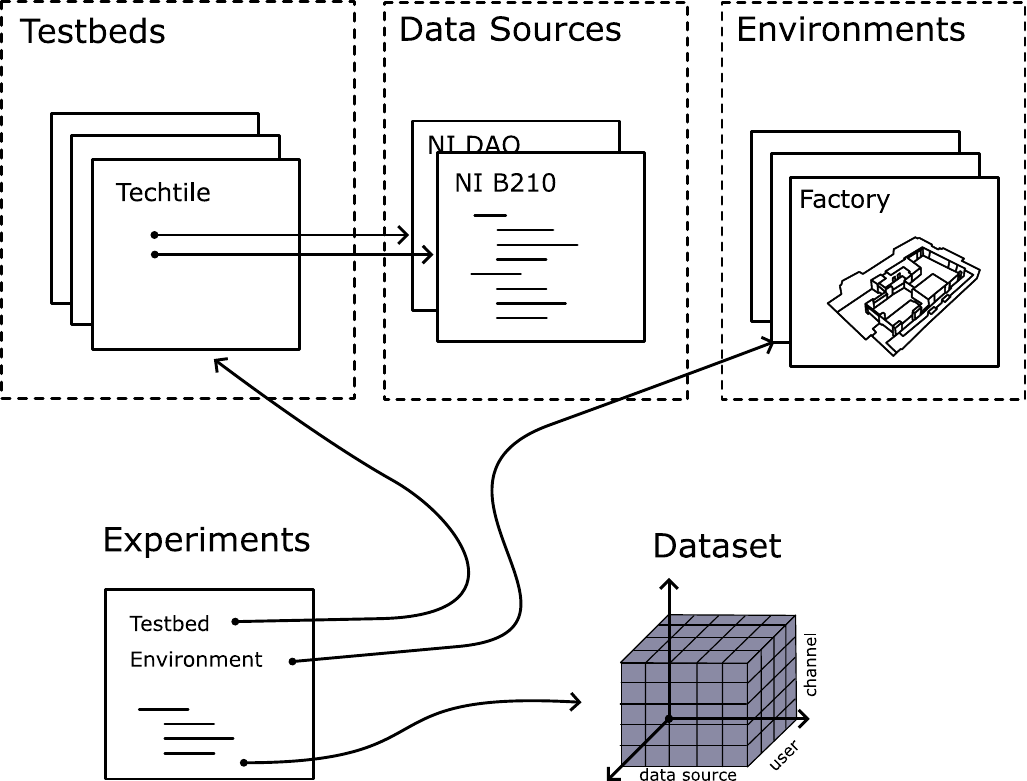 Testbeds
Data Sources
Environments
Techtile
NI DAQ
NI B210
Factory
Experiments
Testbed
Environment
Dataset
channel
user
data source